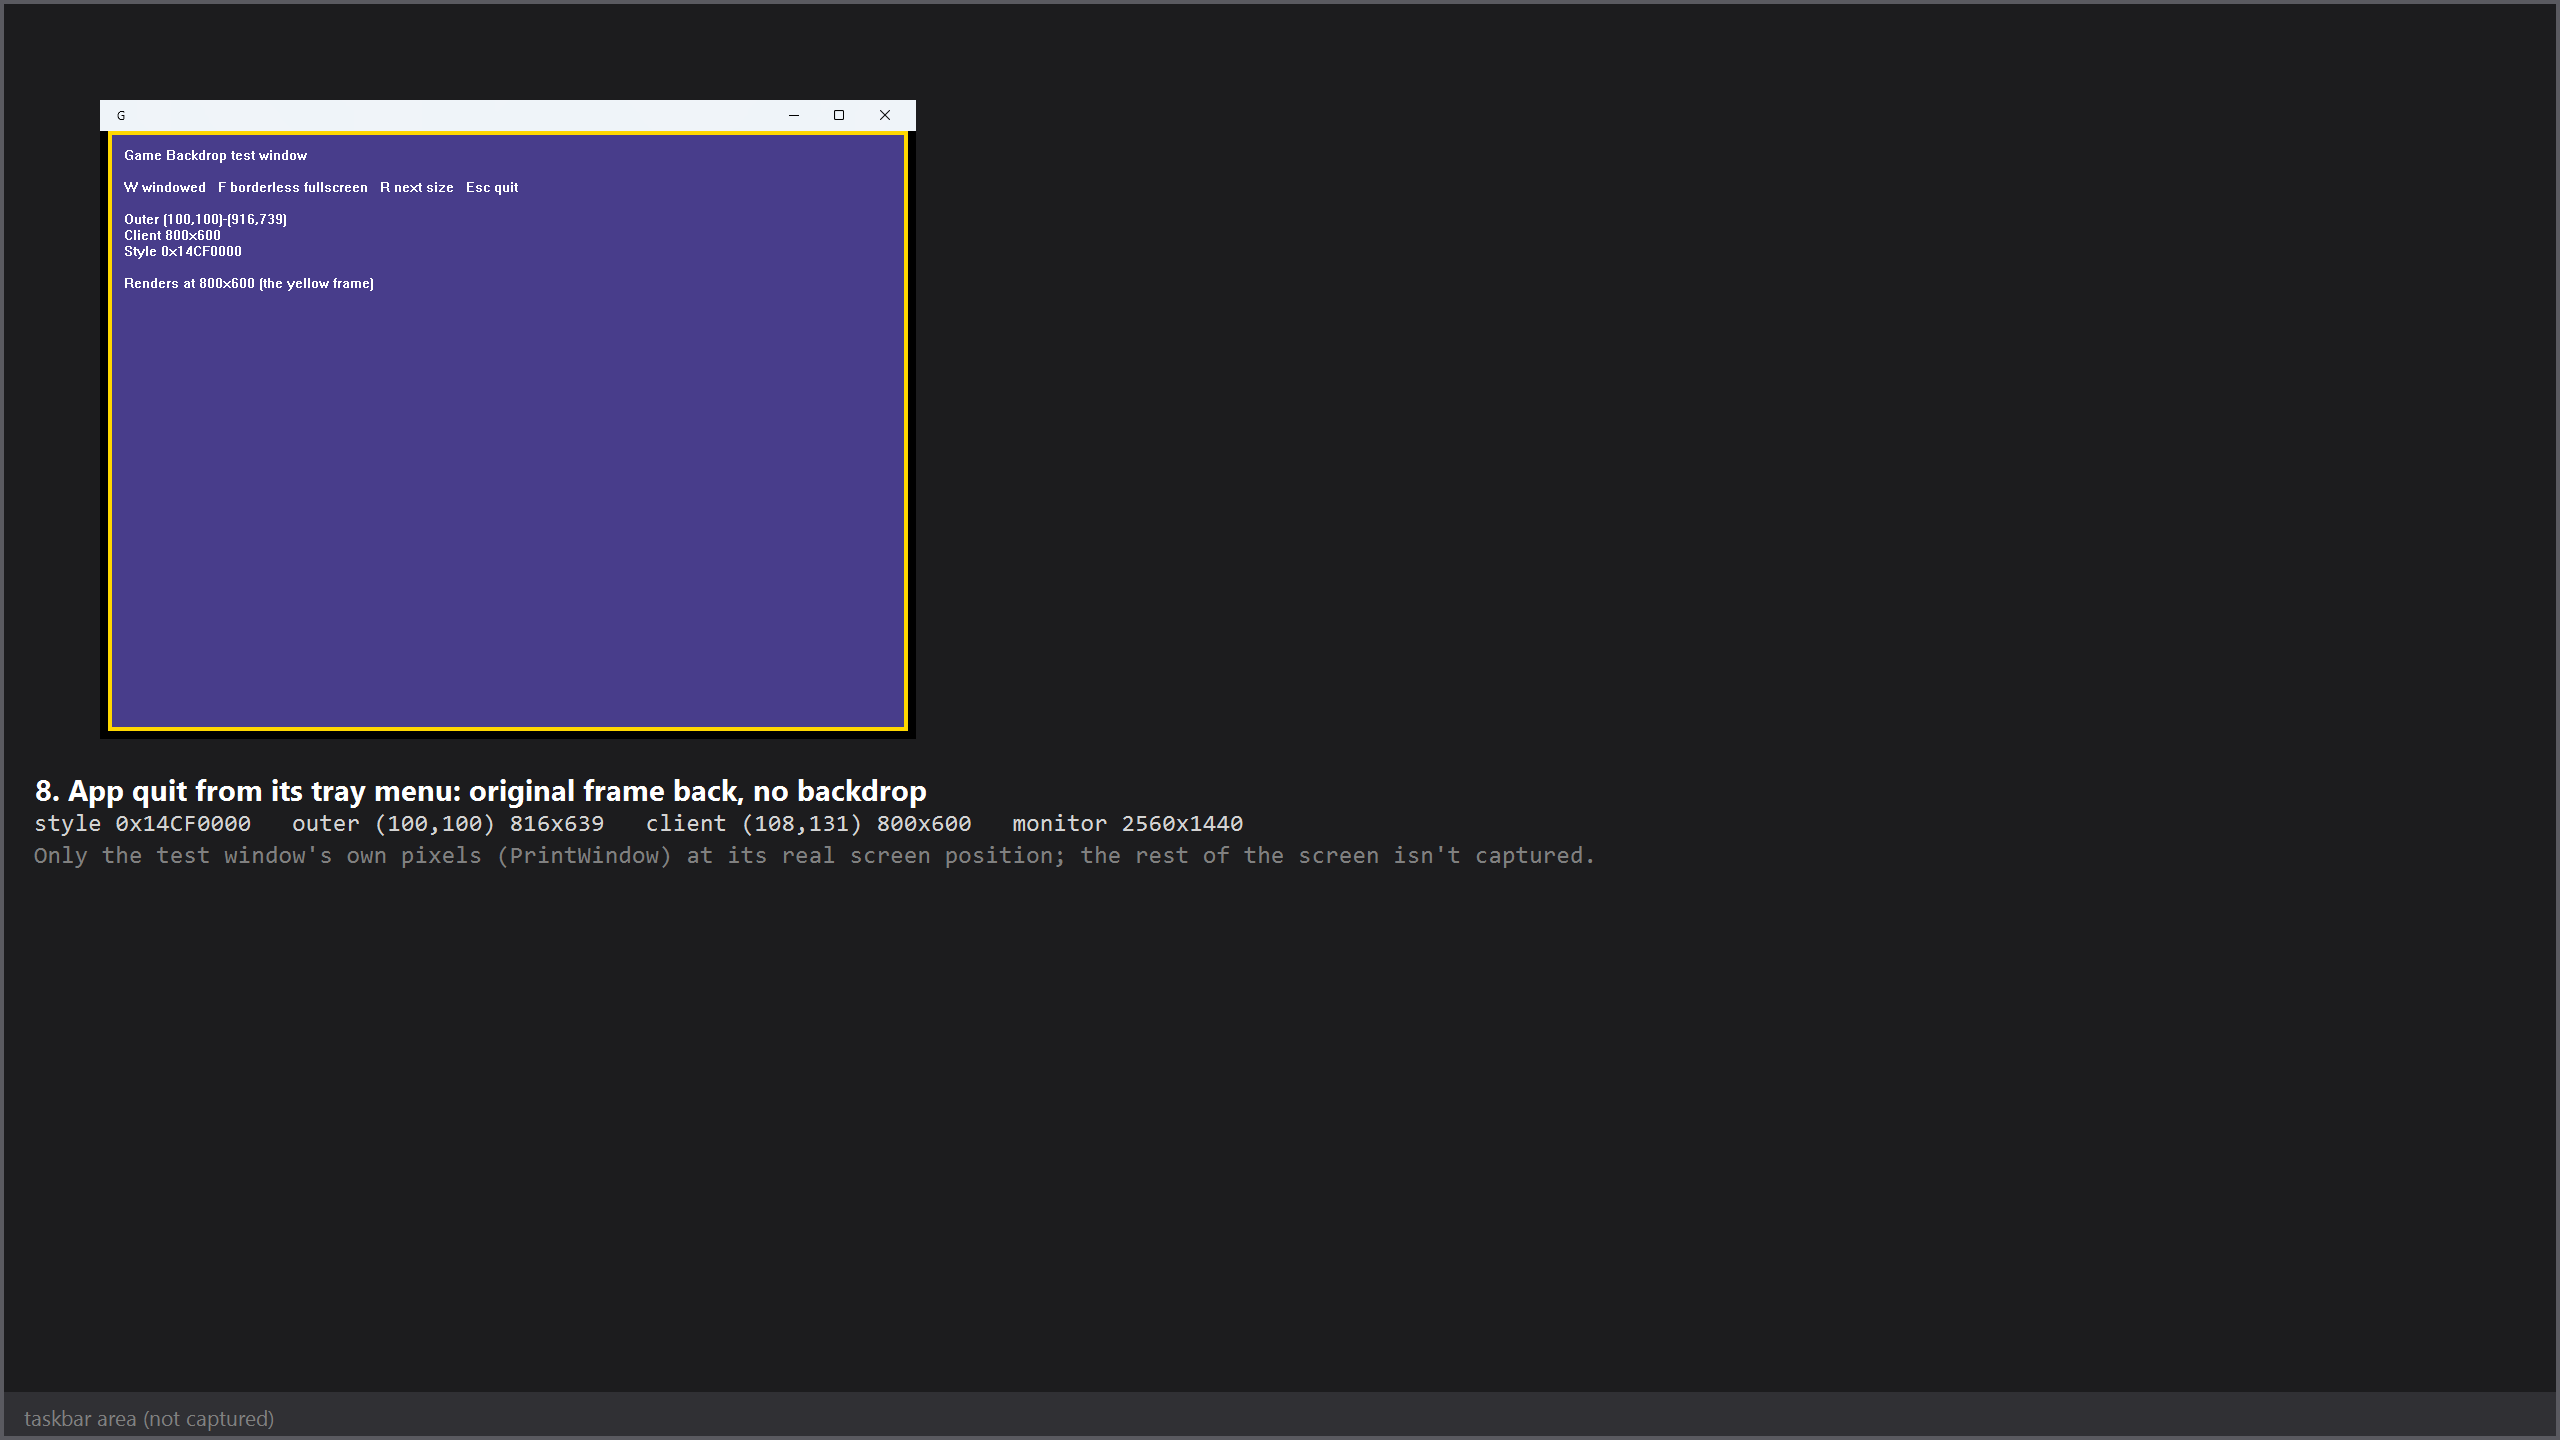 G
Game Backdrop test window
W windowed   F borderless fullscreen   R next size   Esc quit
Outer (100,100)-(916,739)
Client 800x600
Style 0x14CF0000
Renders at 800x600 (the yellow frame)
8. App quit from its tray menu: original frame back, no backdrop
style 0x14CF0000   outer (100,100) 816x639   client (108,131) 800x600   monitor 2560x1440
Only the test window's own pixels (PrintWindow) at its real screen position; the rest of the screen isn't captured.
taskbar area (not captured)